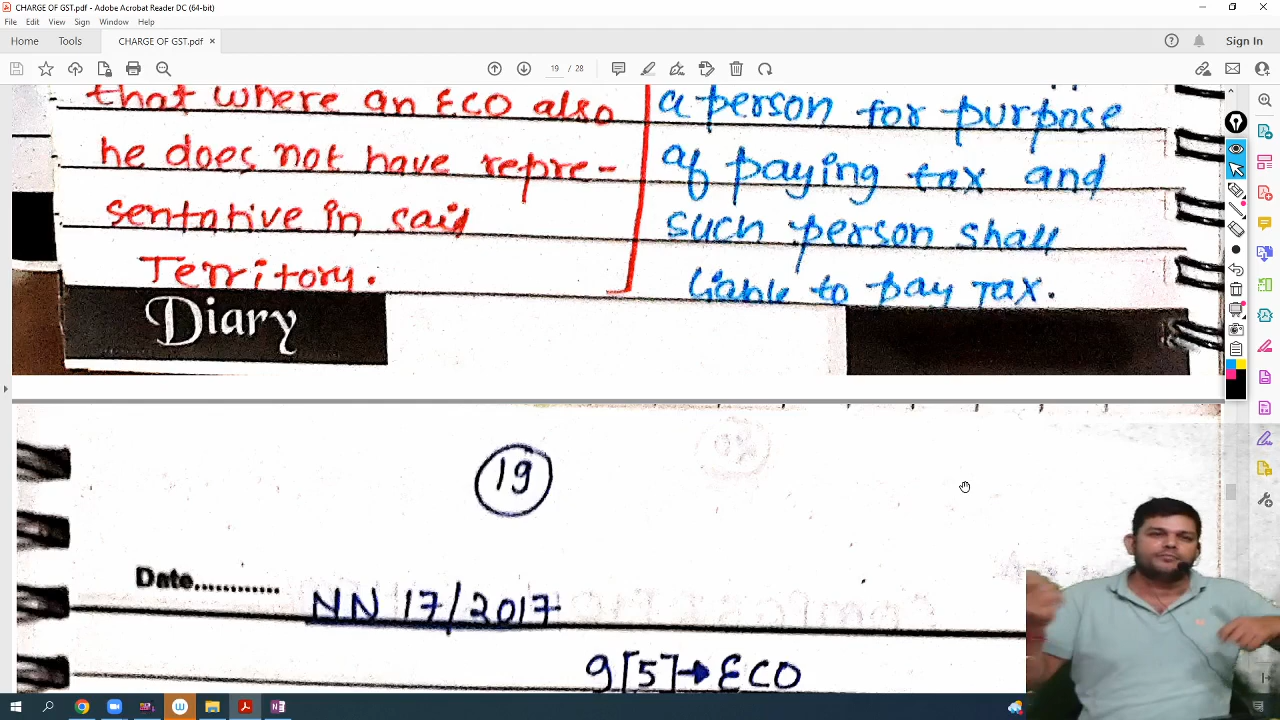 CHARGE OF GST.pdf - Adobe Acrobat Reader DC (64-bit)
File Edit View Sign Window Help
Home Tools CHARGE OF GST.pdf × Sign In
19 / 28
that where an ECO also
he does not have repre-
sentative in said
Territory.
a person for purpose
of paying tax and
such person shall
liable to pay Tax.
Diary
19
Date............
NN 17/2017
9[5]→ECO